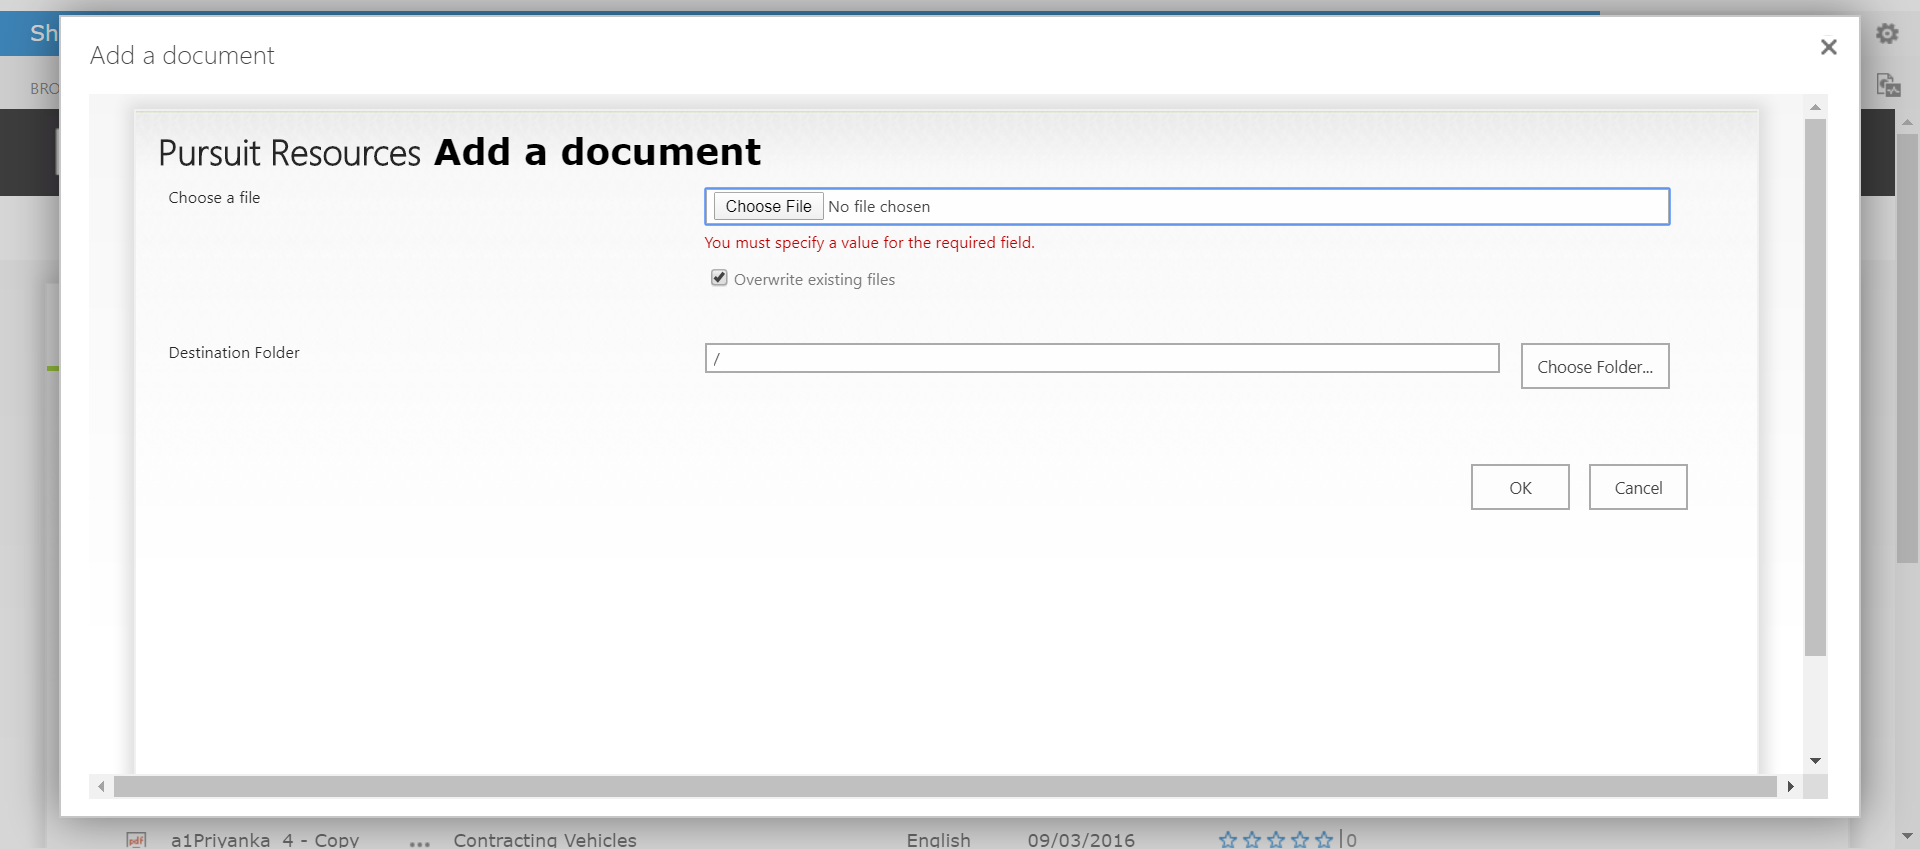 Sh
Add a document
BRO
Pursuit Resources Add a document
Choose a file
Choose File No file chosen
You must specify a value for the required field.
Overwrite existing files
Destination Folder
/
Choose Folder...
OK Cancel
pdf a1Priyanka 4 - Copy ... Contracting Vehicles English 09/03/2016 |0